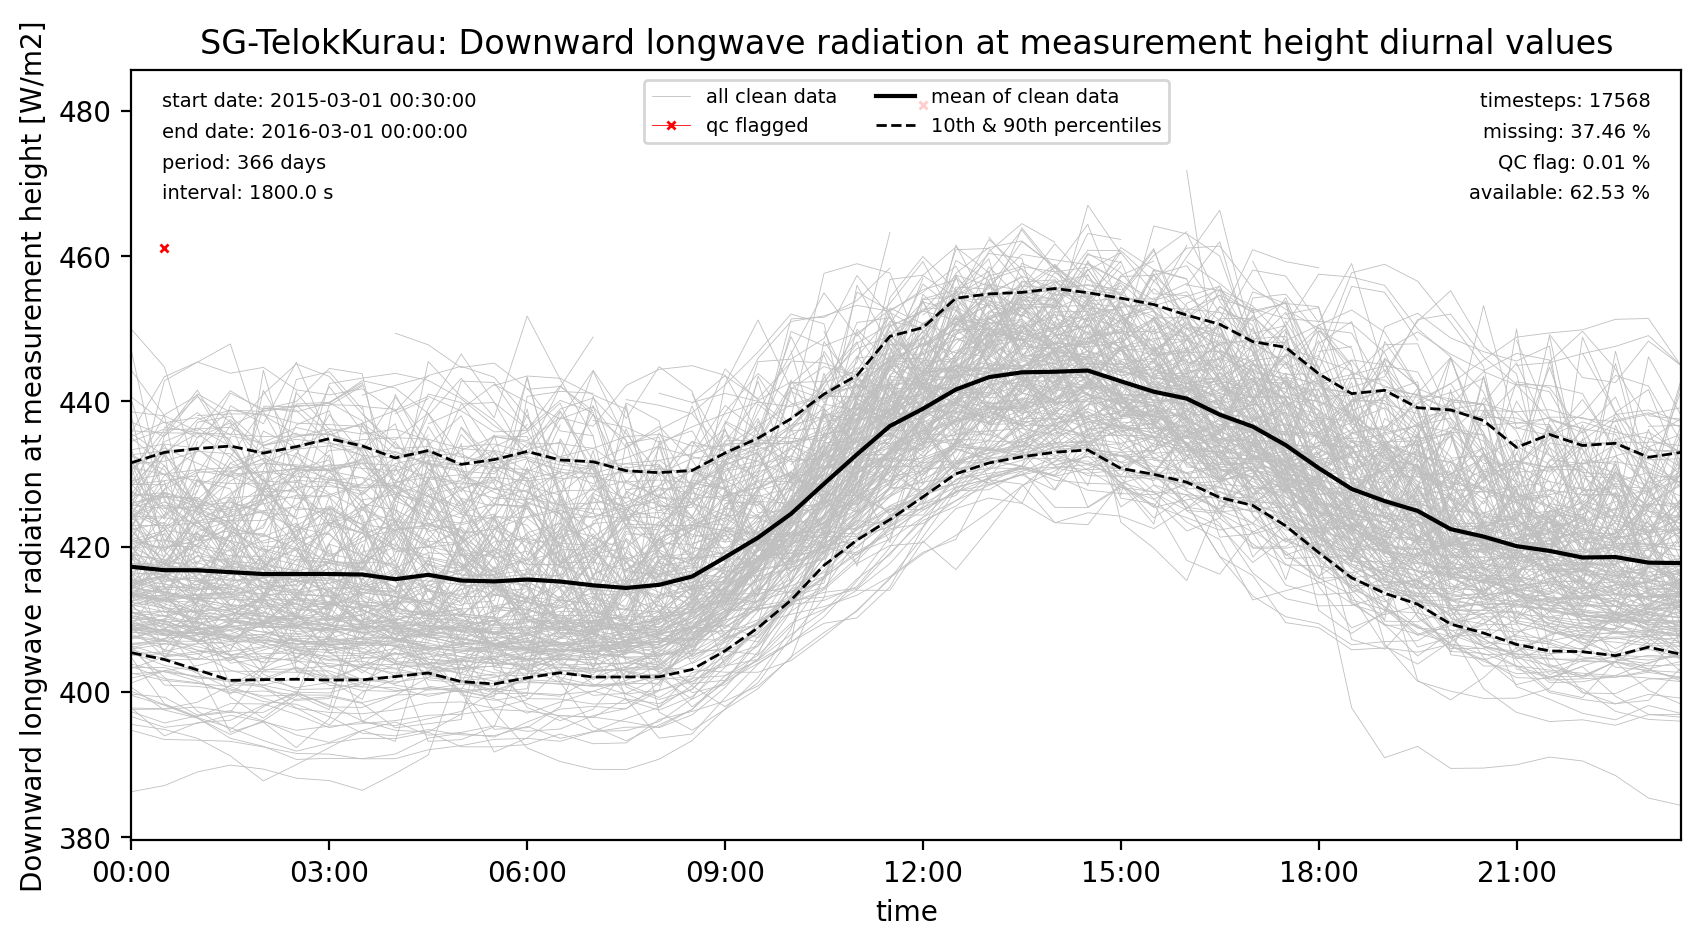 SG-TelokKurau: Downward longwave radiation at measurement height diurnal values
Downward longwave radiation at measurement height [W/m2]
480
460
440
420
400
380
start date: 2015-03-01 00:30:00
end date: 2016-03-01 00:00:00
period: 366 days
interval: 1800.0 s
all clean data
qc flagged
mean of clean data
10th & 90th percentiles
timesteps: 17568
missing: 37.46 %
QC flag: 0.01 %
available: 62.53 %
00:00 03:00 06:00 09:00 12:00 15:00 18:00 21:00
time